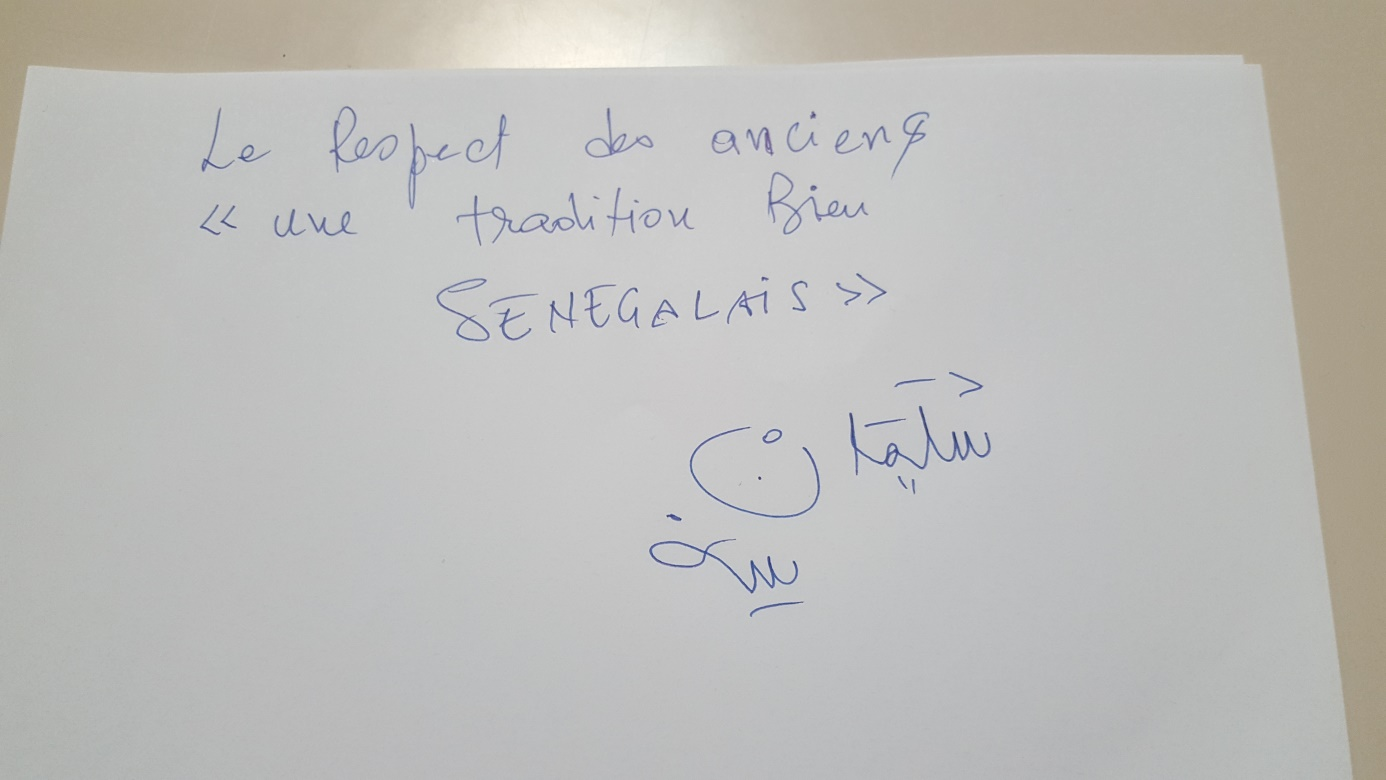 Le Respect des anciens
« une tradition Bien
SENEGALAiS »